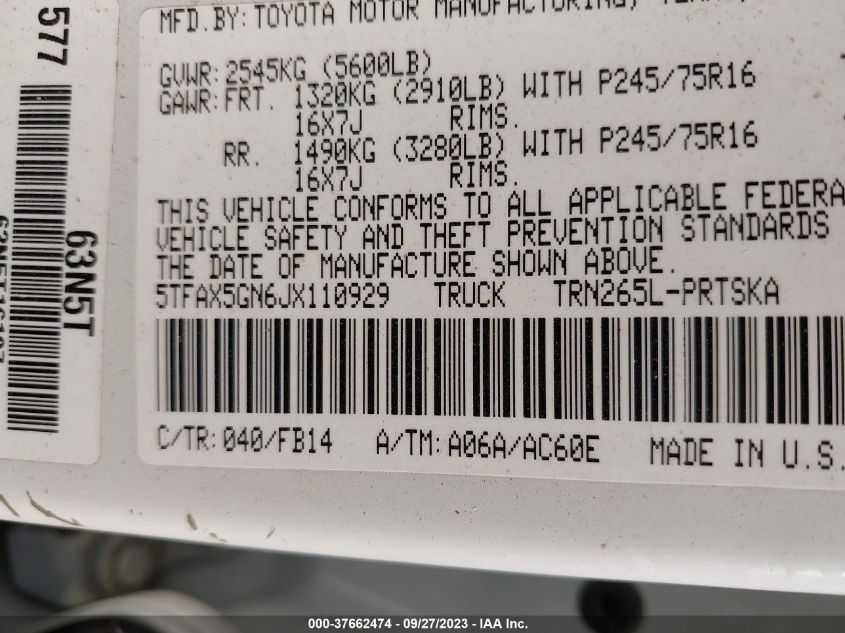 MFD.BY: TOYOTA MOTOR MANUFACTURING,
GVWR: 2545KG (5600LB)
GAWR: FRT. 1320KG (2910LB) WITH P245/75R16
16X7J RIMS.
RR. 1490KG (3280LB) WITH P245/75R16
16X7J RIMS.
THIS VEHICLE CONFORMS TO ALL APPLICABLE FEDERA
VEHICLE SAFETY AND THEFT PREVENTION STANDARDS
THE DATE OF MANUFACTURE SHOWN ABOVE.
5TFAX5GN6JX110929 TRUCK TRN265L-PRTSKA
C/TR: 040/FB14 A/TM: A06A/AC60E MADE IN U.S.
577
63N5T
000-37662474 - 09/27/2023 - IAA Inc.